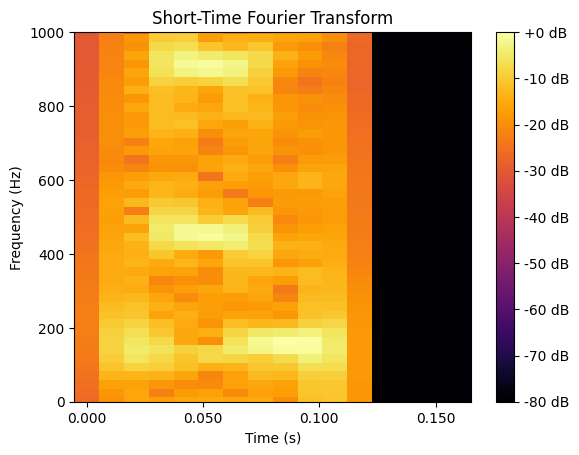 Short-Time Fourier Transform
1000
800
600
400
200
0
Frequency (Hz)
0.000
0.050
0.100
0.150
Time (s)
+0 dB
-10 dB
-20 dB
-30 dB
-40 dB
-50 dB
-60 dB
-70 dB
-80 dB